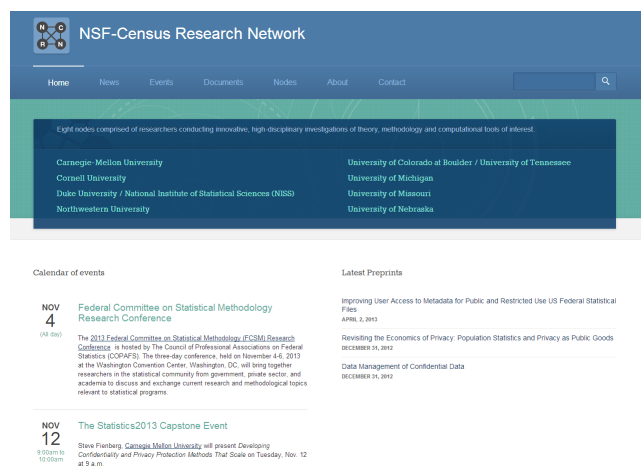 N C
R N
NSF-Census Research Network
Home News Events Documents Nodes About Contact
Eight nodes comprised of researchers conducting innovative, high-disciplinary investigations of theory, methodology and computational tools of interest.
Carnegie-Mellon University
Cornell University
Duke University / National Institute of Statistical Sciences (NISS)
Northwestern University
University of Colorado at Boulder / University of Tennessee
University of Michigan
University of Missouri
University of Nebraska
Calendar of events
NOV
4
(All day)
Federal Committee on Statistical Methodology
Research Conference
The 2013 Federal Committee on Statistical Methodology (FCSM) Research
Conference is hosted by The Council of Professional Associations on Federal
Statistics (COPAFS). The three-day conference, held on November 4-6, 2013
at the Washington Convention Center, Washington, DC, will bring together
researchers in the statistical community from government, private sector, and
academia to discuss and exchange current research and methodological topics
relevant to statistical programs.
NOV
12
9:00am to
10:00am
The Statistics2013 Capstone Event
Steve Fienberg, Carnegie Mellon University will present Developing
Confidentiality and Privacy Protection Methods That Scale on Tuesday, Nov. 12
at 9 a.m.
Latest Preprints
Improving User Access to Metadata for Public and Restricted Use US Federal Statistical
Files
APRIL 2, 2013
Revisiting the Economics of Privacy: Population Statistics and Privacy as Public Goods
DECEMBER 31, 2012
Data Management of Confidential Data
DECEMBER 31, 2012